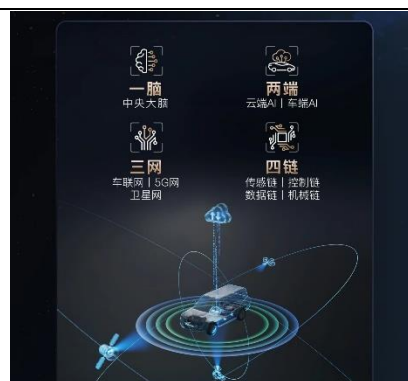 一脑
中央大脑
两端
云端AI | 车端AI
三网
车联网 | 5G网
卫星网
四链
传感链 | 控制链
数据链 | 机械链